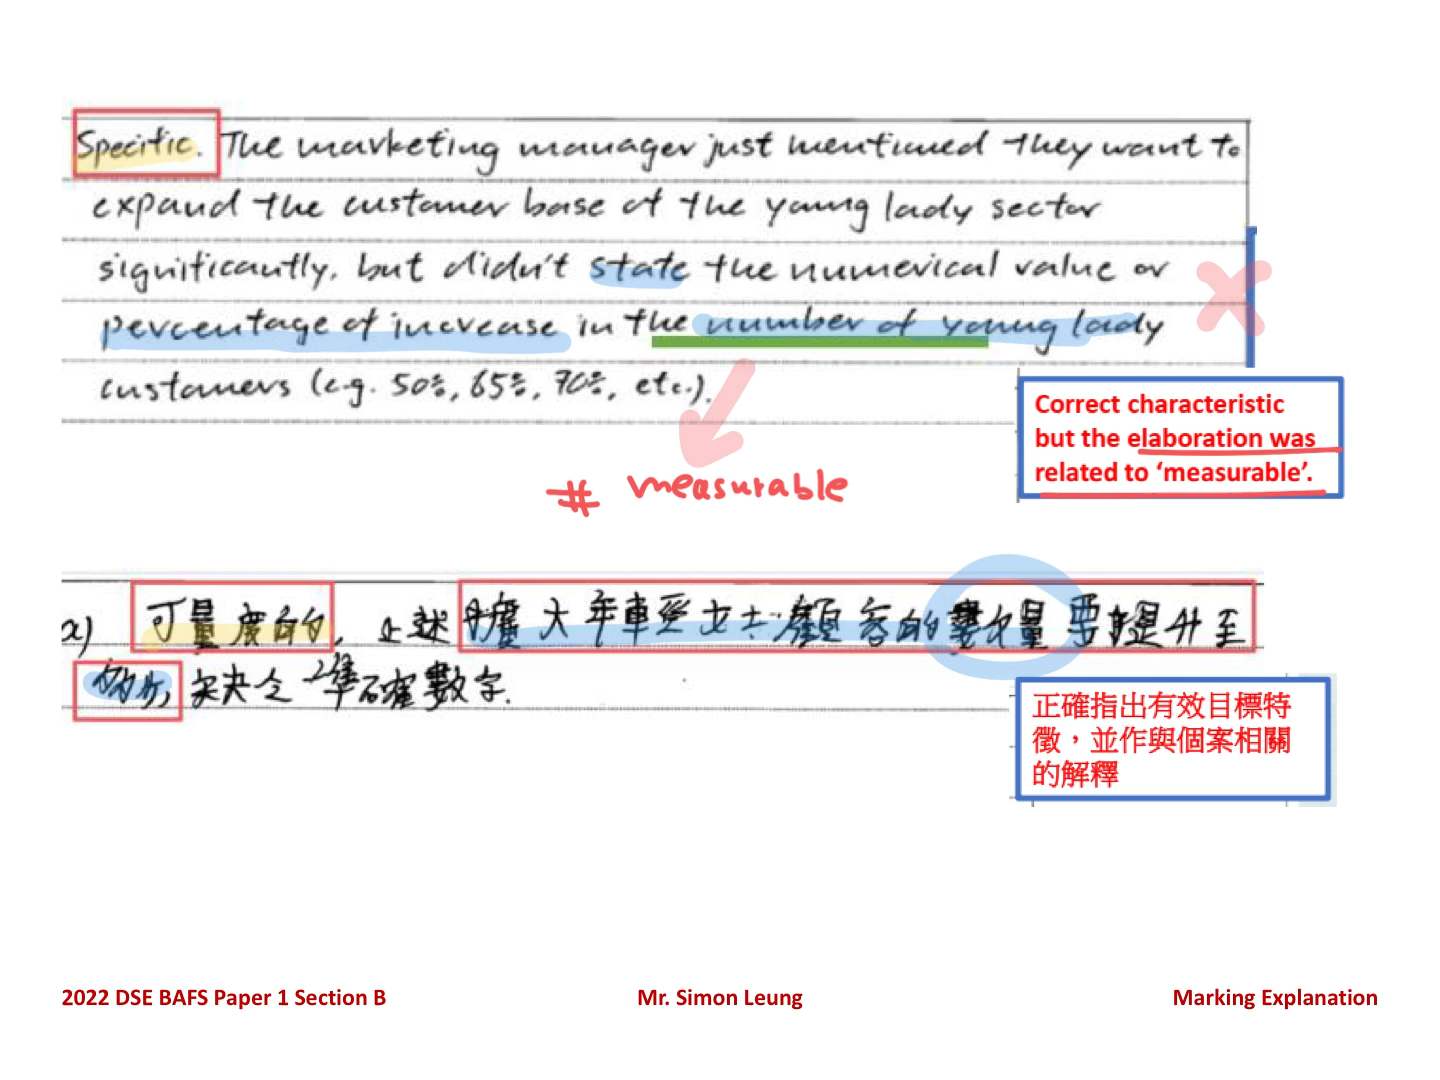 Specific. The marketing manager just mentioned they want to
expand the customer base of the young lady sector
significantly, but didn't state the numerical value or
percentage of increase in the number of young lady
customers (e.g. 50%, 65%, 70%, etc.).
Correct characteristic
but the elaboration was
related to ‘measurable’.
# measurable
a) 可量度的, 上述擴大年輕女士顧客的數量要提升至
缺乏準確數字.
正確指出有效目標特
徵，並作與個案相關
的解釋
2022 DSE BAFS Paper 1 Section B
Mr. Simon Leung
Marking Explanation